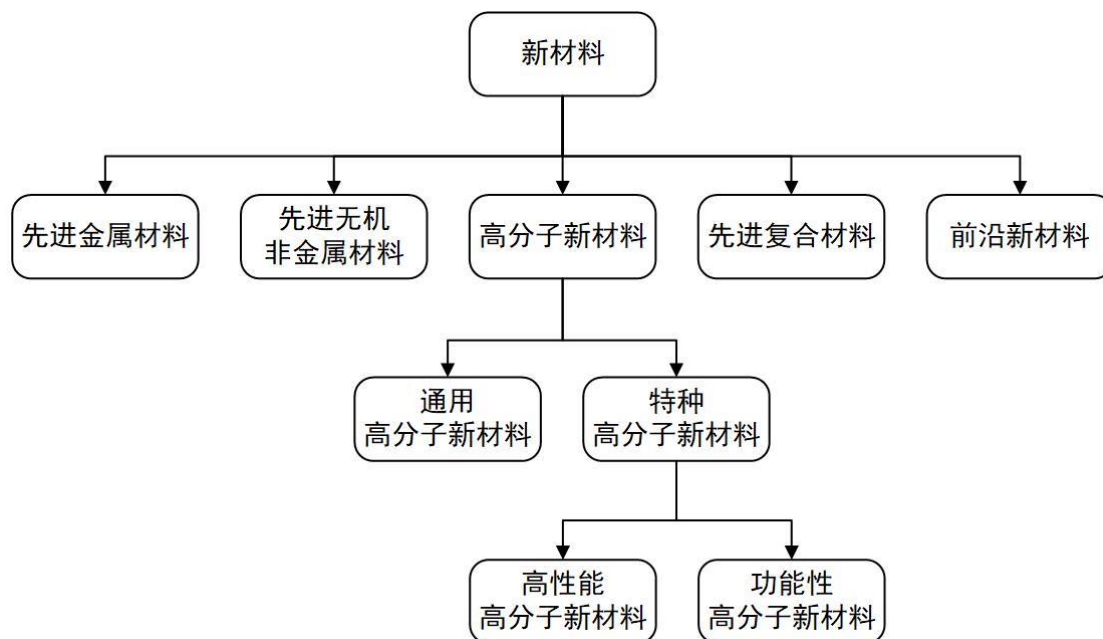 新材料
先进金属材料
先进无机
非金属材料
高分子新材料
先进复合材料
前沿新材料
通用
高分子新材料
特种
高分子新材料
高性能
高分子新材料
功能性
高分子新材料